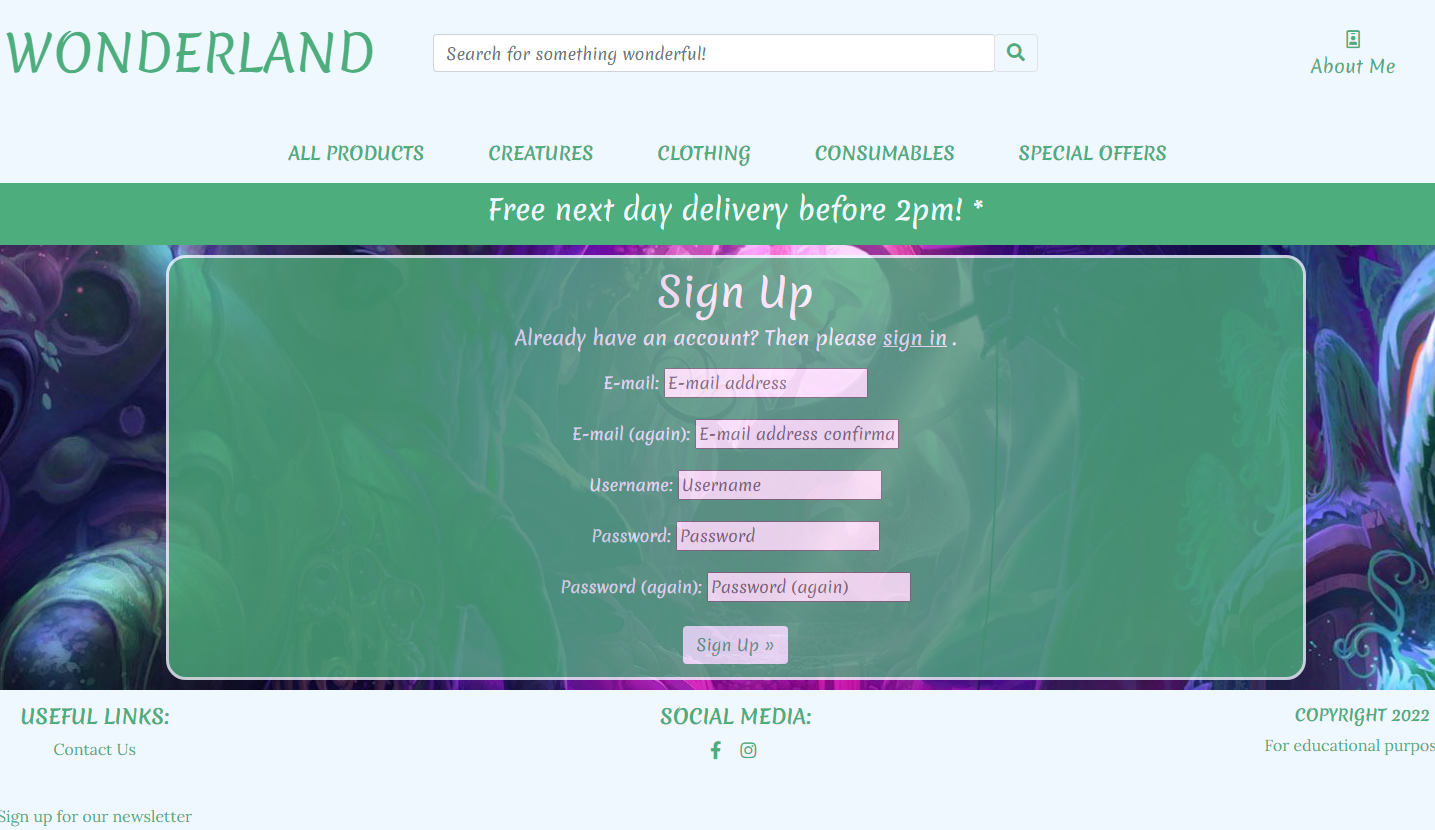 WONDERLAND
Search for something wonderful!
About Me
ALL PRODUCTS CREATURES CLOTHING CONSUMABLES SPECIAL OFFERS
Free next day delivery before 2pm! *
Sign Up
Already have an account? Then please sign in .
E-mail: E-mail address
E-mail (again): E-mail address confirma
Username: Username
Password: Password
Password (again): Password (again)
Sign Up »
USEFUL LINKS: SOCIAL MEDIA: COPYRIGHT 2022
Contact Us For educational purpos
Sign up for our newsletter